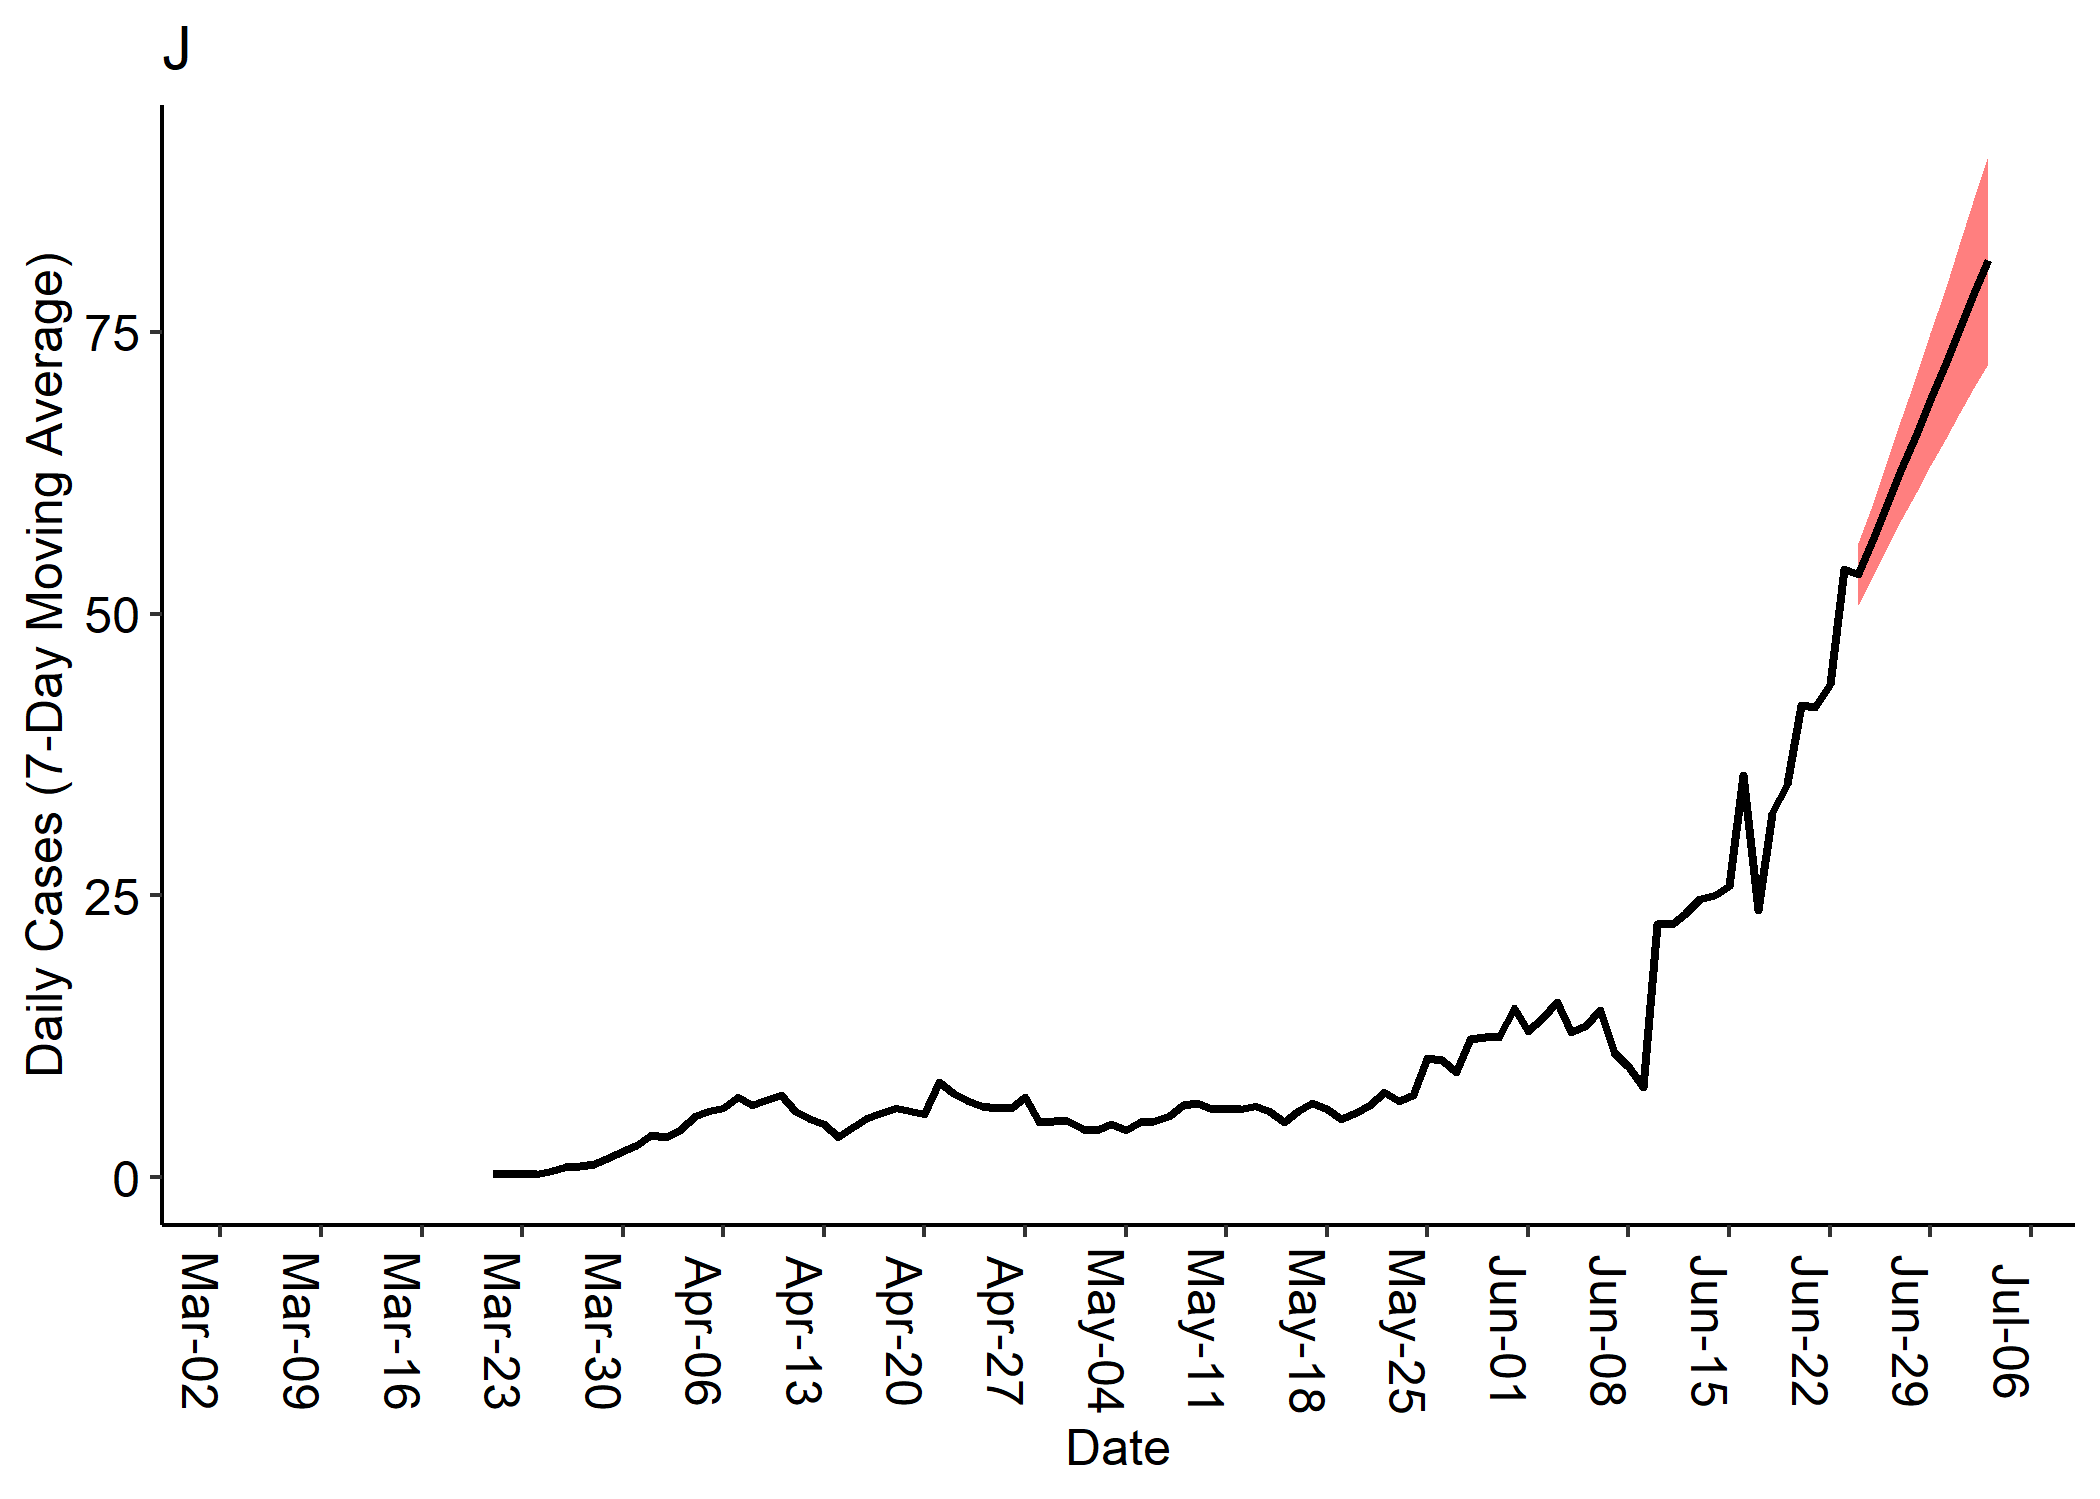 J
Daily Cases (7-Day Moving Average)
75
50
25
0
Mar-02
Mar-09
Mar-16
Mar-23
Mar-30
Apr-06
Apr-13
Apr-20
Apr-27
May-04
May-11
May-18
May-25
Jun-01
Jun-08
Jun-15
Jun-22
Jun-29
Jul-06
Date